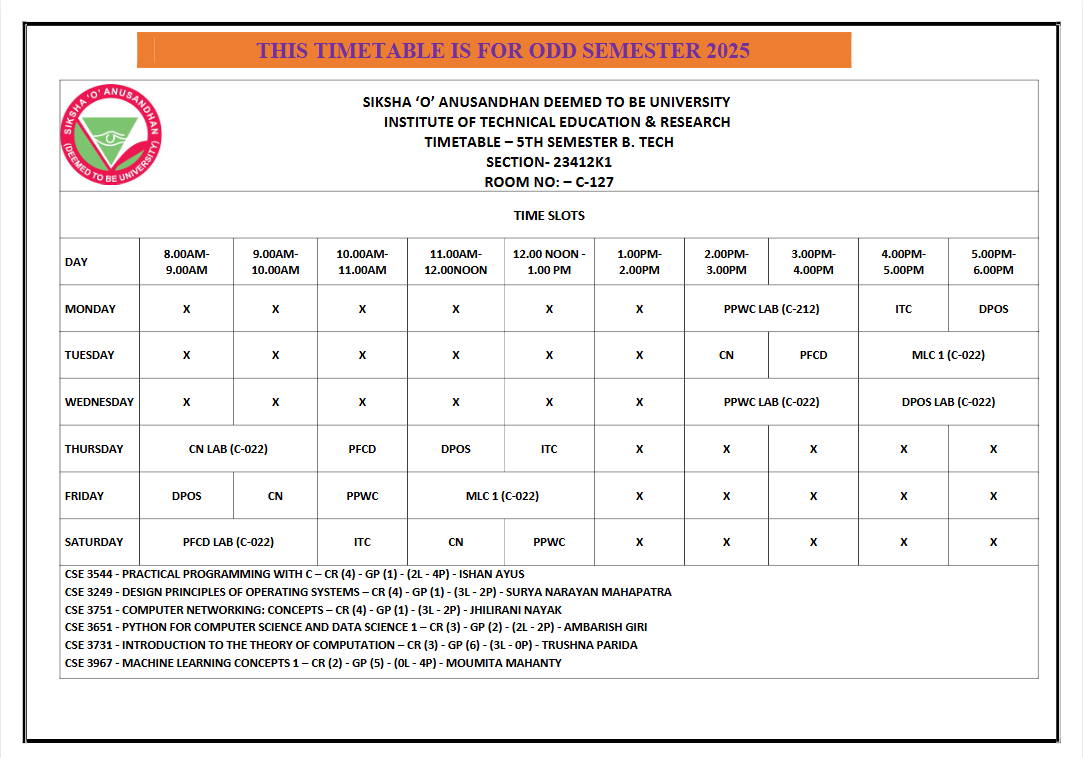 THIS TIMETABLE IS FOR ODD SEMESTER 2025
SIKSHA 'O' ANUSANDHAN
(DEEMED TO BE UNIVERSITY)
SIKSHA ‘O’ ANUSANDHAN DEEMED TO BE UNIVERSITY
INSTITUTE OF TECHNICAL EDUCATION & RESEARCH
TIMETABLE – 5TH SEMESTER B. TECH
SECTION- 23412K1
ROOM NO: – C-127
TIME SLOTS
DAY 8.00AM-9.00AM 9.00AM-10.00AM 10.00AM-11.00AM 11.00AM-12.00NOON 12.00 NOON - 1.00 PM 1.00PM-2.00PM 2.00PM-3.00PM 3.00PM-4.00PM 4.00PM-5.00PM 5.00PM-6.00PM
MONDAY X X X X X X PPWC LAB (C-212) ITC DPOS
TUESDAY X X X X X X CN PFCD MLC 1 (C-022)
WEDNESDAY X X X X X X PPWC LAB (C-022) DPOS LAB (C-022)
THURSDAY CN LAB (C-022) PFCD DPOS ITC X X X X X
FRIDAY DPOS CN PPWC MLC 1 (C-022) X X X X X
SATURDAY PFCD LAB (C-022) ITC CN PPWC X X X X X
CSE 3544 - PRACTICAL PROGRAMMING WITH C – CR (4) - GP (1) - (2L - 4P) - ISHAN AYUS
CSE 3249 - DESIGN PRINCIPLES OF OPERATING SYSTEMS – CR (4) - GP (1) - (3L - 2P) - SURYA NARAYAN MAHAPATRA
CSE 3751 - COMPUTER NETWORKING: CONCEPTS – CR (4) - GP (1) - (3L - 2P) - JHILIRANI NAYAK
CSE 3651 - PYTHON FOR COMPUTER SCIENCE AND DATA SCIENCE 1 – CR (3) - GP (2) - (2L - 2P) - AMBARISH GIRI
CSE 3731 - INTRODUCTION TO THE THEORY OF COMPUTATION – CR (3) - GP (6) - (3L - 0P) - TRUSHNA PARIDA
CSE 3967 - MACHINE LEARNING CONCEPTS 1 – CR (2) - GP (5) - (0L - 4P) - MOUMITA MAHANTY